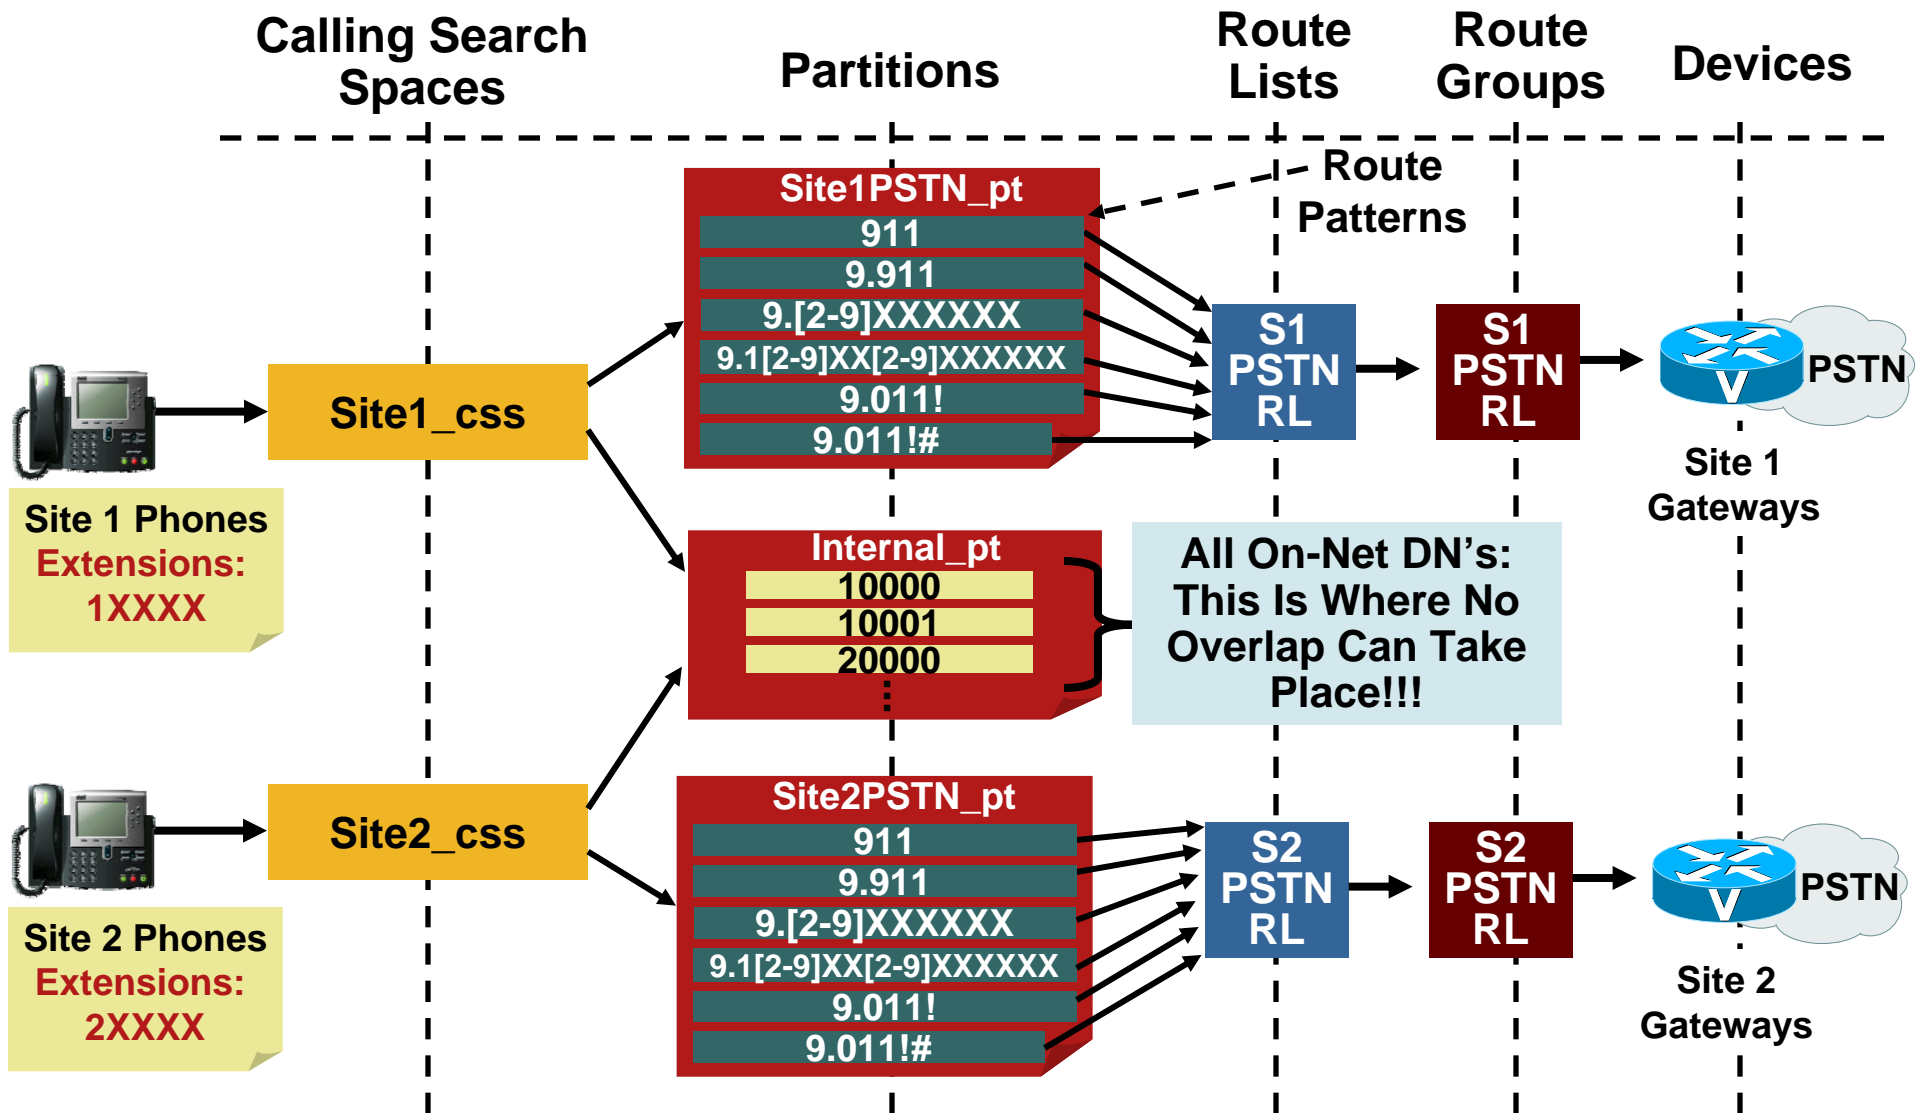 Calling Search
Spaces
Partitions
Route
Lists
Route
Groups
Devices
Route
Patterns
Site1PSTN_pt
911
9.911
9.[2-9]XXXXXX
9.1[2-9]XX[2-9]XXXXXX
9.011!
9.011!#
Site1_css
S1
PSTN
RL
S1
PSTN
RL
V
PSTN
Site 1
Gateways
Site 1 Phones
Extensions:
1XXXX
Internal_pt
10000
10001
20000
All On-Net DN’s:
This Is Where No
Overlap Can Take
Place!!!
Site2_css
Site2PSTN_pt
911
9.911
9.[2-9]XXXXXX
9.1[2-9]XX[2-9]XXXXXX
9.011!
9.011!#
S2
PSTN
RL
S2
PSTN
RL
V
PSTN
Site 2
Gateways
Site 2 Phones
Extensions:
2XXXX